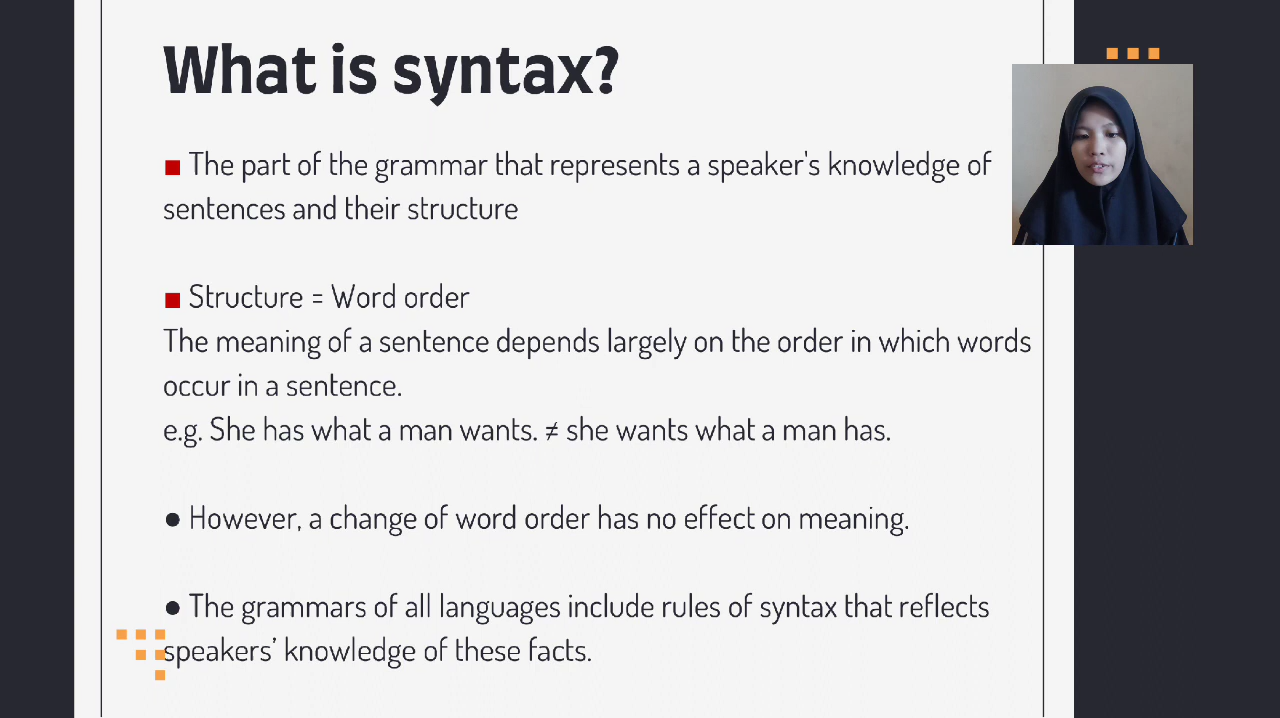 What is syntax?
■ The part of the grammar that represents a speaker's knowledge of
sentences and their structure
■ Structure = Word order
The meaning of a sentence depends largely on the order in which words
occur in a sentence.
e.g. She has what a man wants. ≠ she wants what a man has.
● However, a change of word order has no effect on meaning.
● The grammars of all languages include rules of syntax that reflects
speakers’ knowledge of these facts.